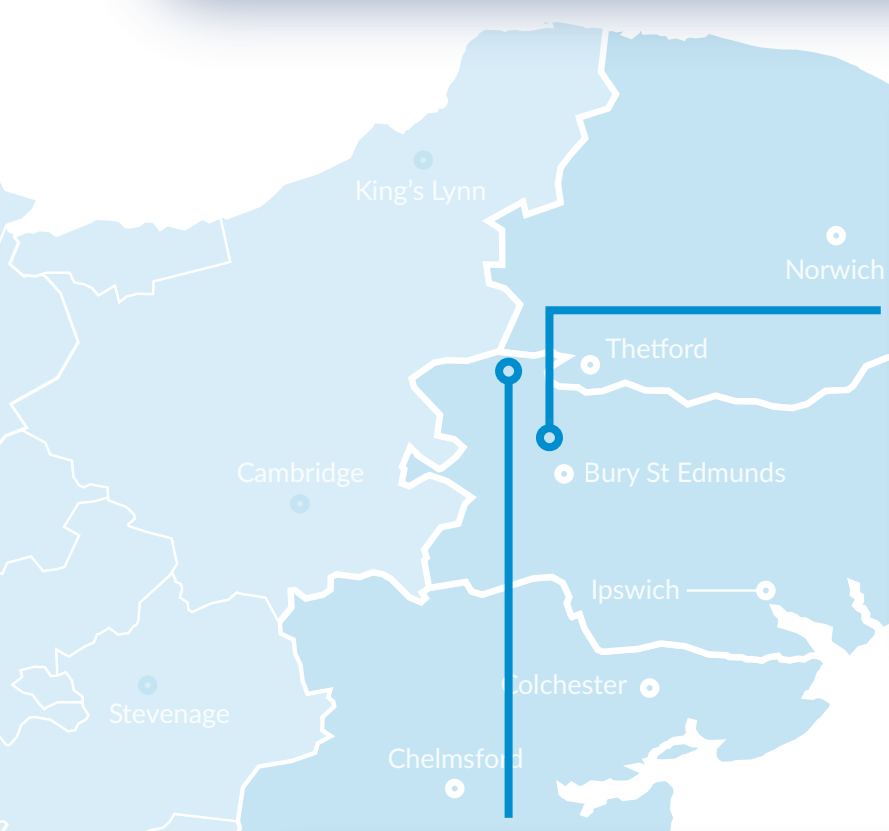 King's Lynn
Norwich
Thetford
Cambridge
Bury St Edmunds
Ipswich
Colchester
Stevenage
Chelmsford